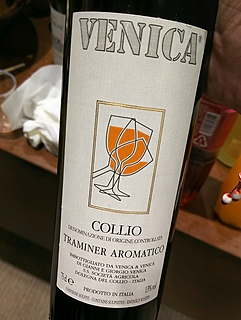 VENICA®
COLLIO
DENOMINAZIONE DI ORIGINE CONTROLLATA
TRAMINER AROMATICO
IMBOTTIGLIATO DA VENICA & VENICA
DI GIANNI E GIORGIO VENICA
S.S. SOCIETÀ AGRICOLA
DOLEGNA DEL COLLIO - ITALIA
PRODOTTO IN ITALIA